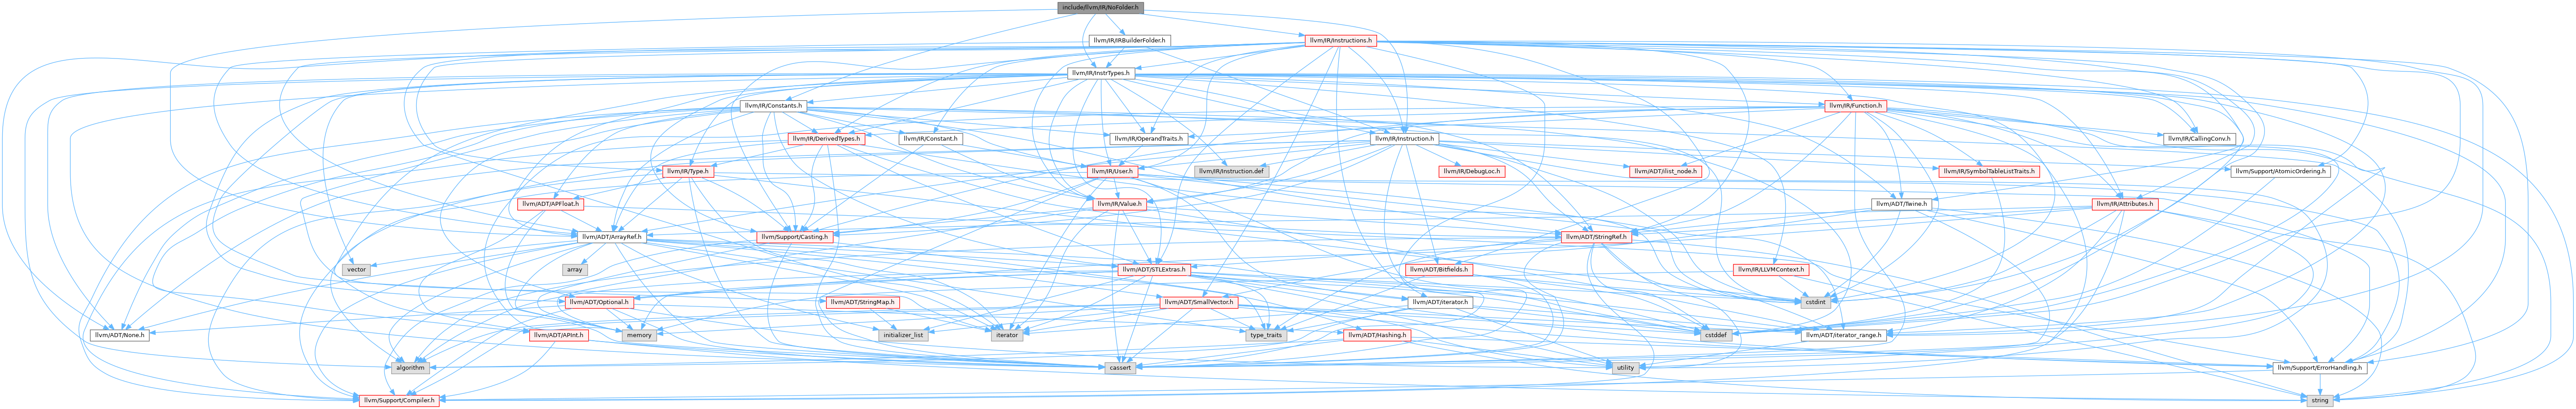 include/llvm/IR/NoFolder.h
llvm/IR/IRBuilderFolder.h
llvm/IR/Instructions.h
llvm/IR/InstrTypes.h
llvm/IR/Constants.h
llvm/IR/Function.h
llvm/IR/DerivedTypes.h
llvm/IR/Constant.h
llvm/IR/OperandTraits.h
llvm/IR/Instruction.h
llvm/IR/CallingConv.h
llvm/IR/Type.h
llvm/IR/User.h
llvm/IR/Instruction.def
llvm/IR/DebugLoc.h
llvm/ADT/ilist_node.h
llvm/IR/SymbolTableListTraits.h
llvm/Support/AtomicOrdering.h
llvm/ADT/APFloat.h
llvm/IR/Value.h
llvm/ADT/Twine.h
llvm/IR/Attributes.h
llvm/ADT/ArrayRef.h
llvm/Support/Casting.h
llvm/ADT/StringRef.h
vector
array
llvm/ADT/STLExtras.h
llvm/ADT/Bitfields.h
llvm/IR/LLVMContext.h
llvm/ADT/Optional.h
llvm/ADT/StringMap.h
llvm/ADT/SmallVector.h
llvm/ADT/iterator.h
cstdint
llvm/ADT/None.h
llvm/ADT/APInt.h
memory
initializer_list
iterator
type_traits
llvm/ADT/Hashing.h
cstddef
llvm/ADT/iterator_range.h
algorithm
cassert
utility
llvm/Support/ErrorHandling.h
llvm/Support/Compiler.h
string